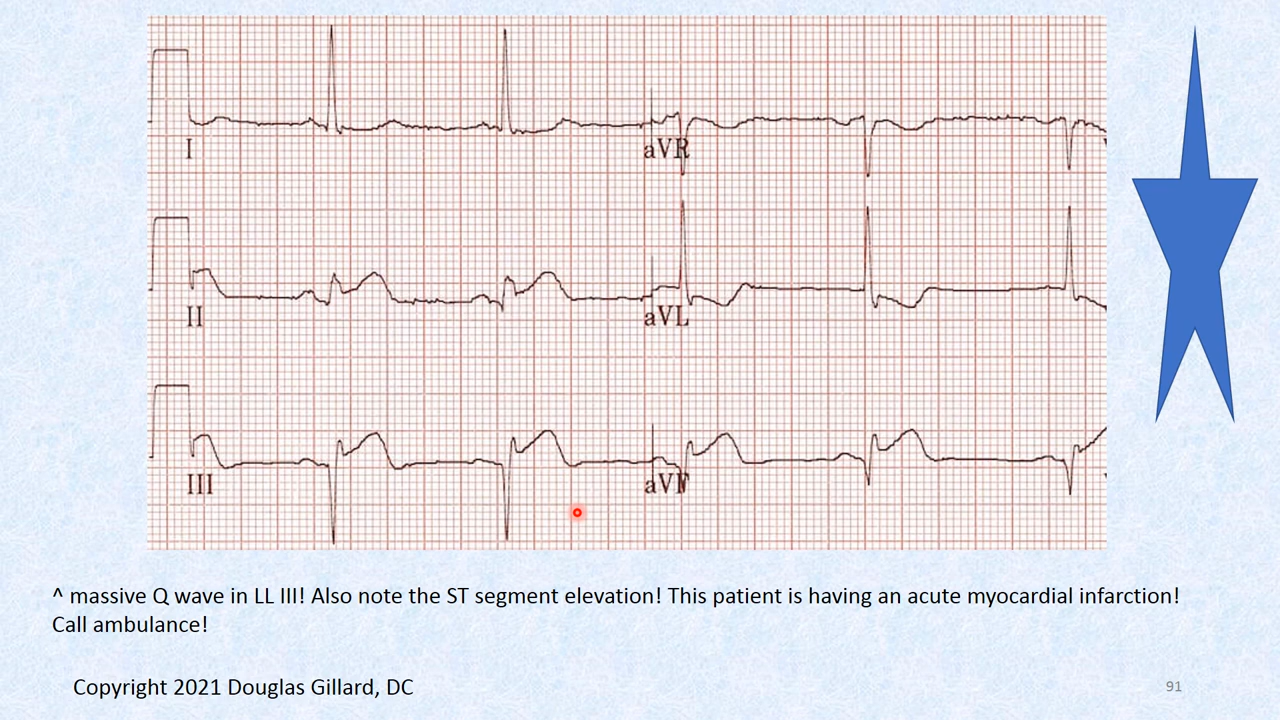 I
aVR
II
aVL
III
aVF
^ massive Q wave in LL III! Also note the ST segment elevation! This patient is having an acute myocardial infarction!
Call ambulance!
Copyright 2021 Douglas Gillard, DC
91